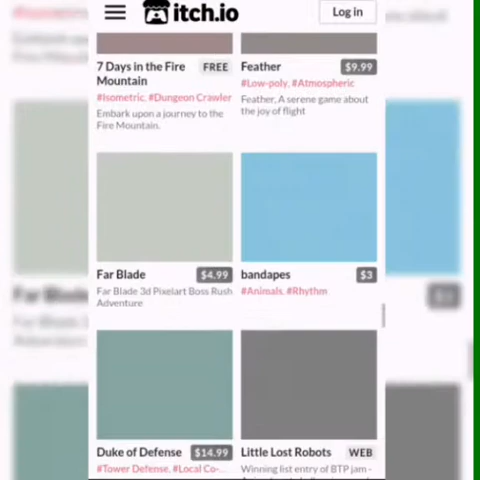 itch.io
Log in
7 Days in the Fire
Mountain
FREE
#Isometric, #Dungeon Crawler
Embark upon a journey to the
Fire Mountain.
Feather
$9.99
#Low-poly, #Atmospheric
Feather, A serene game about
the joy of flight
Far Blade
$4.99
Far Blade 3d Pixelart Boss Rush
Adventure
bandapes
$3
#Animals, #Rhythm
Duke of Defense
$14.99
#Tower Defense, #Local Co-...
Little Lost Robots
WEB
Winning list entry of BTP jam -